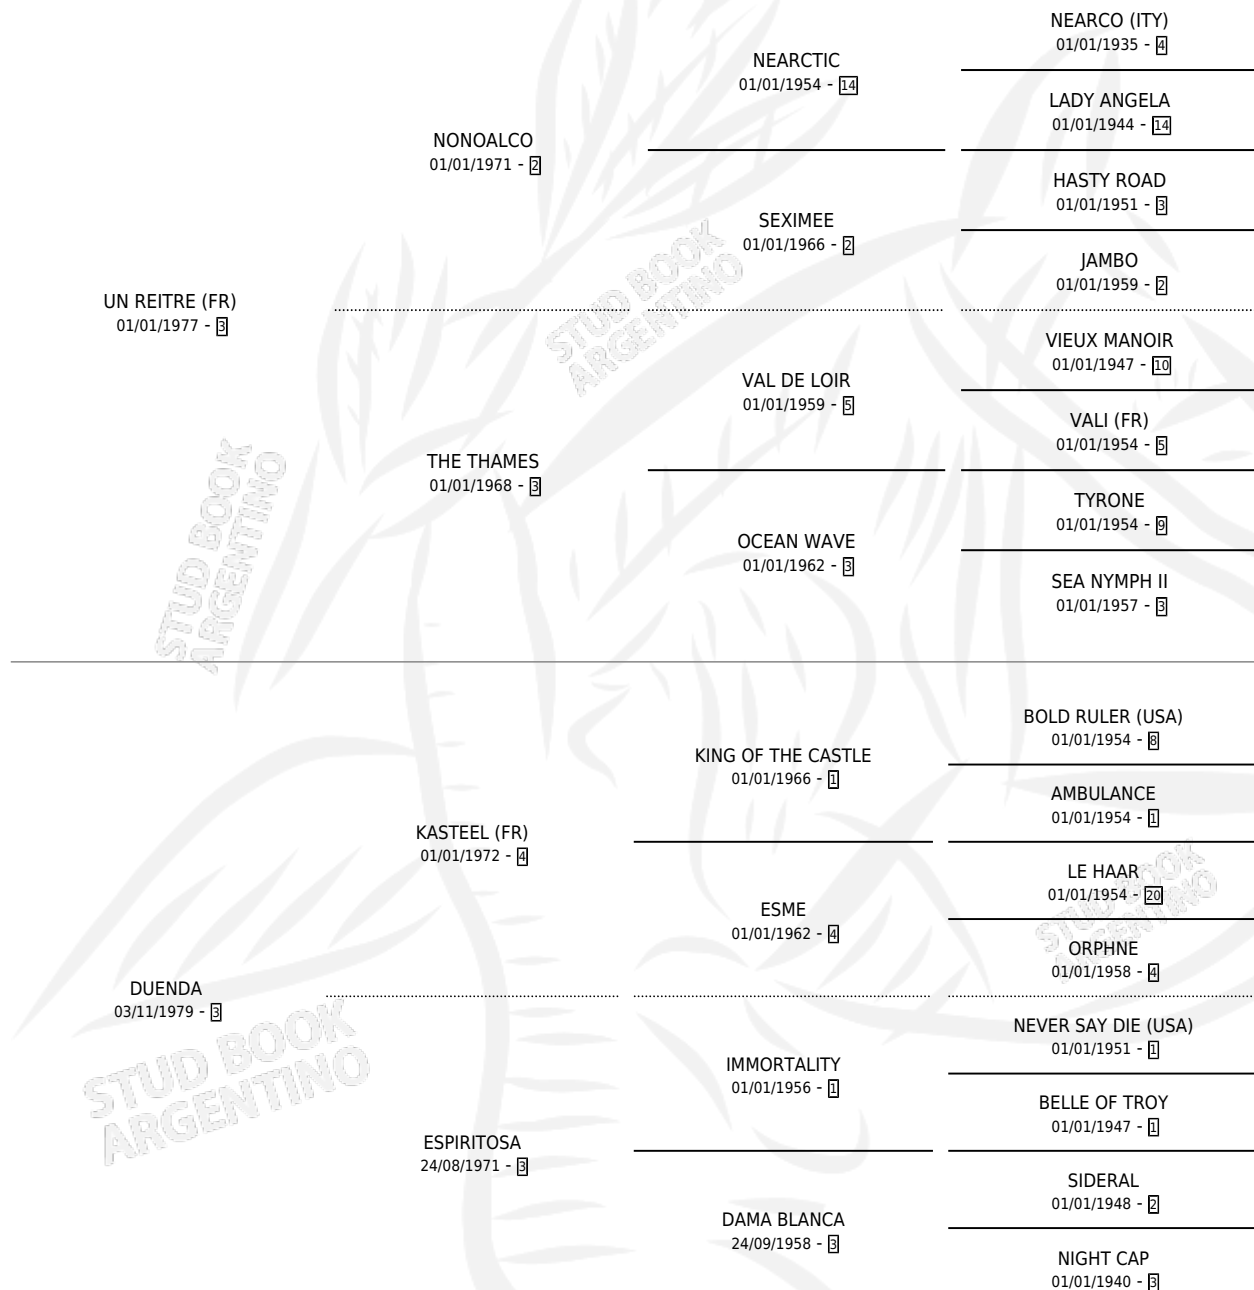 NEARCO (ITY)
01/01/1935 - 4
NEARCTIC
01/01/1954 - 14
LADY ANGELA
01/01/1944 - 14
NONOALCO
01/01/1971 - 2
HASTY ROAD
01/01/1951 - 3
SEXIMEE
01/01/1966 - 2
JAMBO
01/01/1959 - 2
UN REITRE (FR)
01/01/1977 - 3
VIEUX MANOIR
01/01/1947 - 10
VAL DE LOIR
01/01/1959 - 5
VALI (FR)
01/01/1954 - 5
THE THAMES
01/01/1968 - 3
TYRONE
01/01/1954 - 9
OCEAN WAVE
01/01/1962 - 3
SEA NYMPH II
01/01/1957 - 3
BOLD RULER (USA)
01/01/1954 - 8
KING OF THE CASTLE
01/01/1966 - 1
AMBULANCE
01/01/1954 - 1
KASTEEL (FR)
01/01/1972 - 4
LE HAAR
01/01/1954 - 20
ESME
01/01/1962 - 4
ORPHNE
01/01/1958 - 4
DUENDA
03/11/1979 - 3
NEVER SAY DIE (USA)
01/01/1951 - 1
IMMORTALITY
01/01/1956 - 1
BELLE OF TROY
01/01/1947 - 1
ESPIRITOSA
24/08/1971 - 3
SIDERAL
01/01/1948 - 2
DAMA BLANCA
24/09/1958 - 3
NIGHT CAP
01/01/1940 - 3
STUD BOOK
ARGENTINO
STUD BOOK
ARGENTINO
STUD BOOK
ARGENTINO
STUD BOOK
ARGENTINO